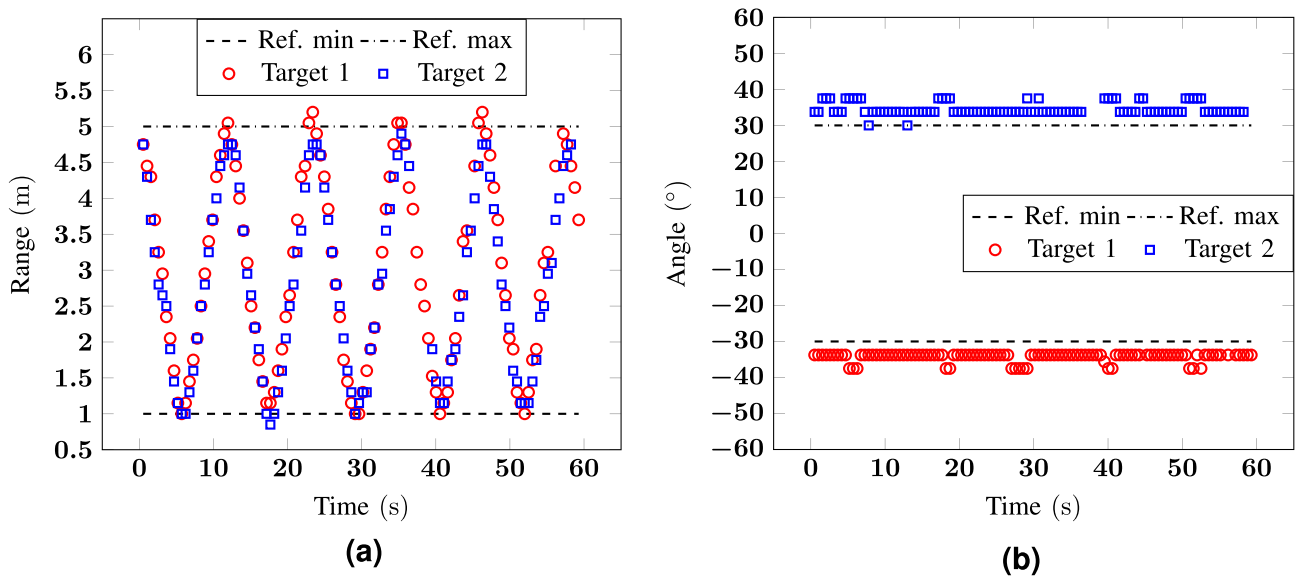 Ref. min Ref. max
Target 1 Target 2
6
5.5
5
4.5
4
3.5
3
2.5
2
1.5
1
0.5
Range (m)
0 10 20 30 40 50 60
Time (s)
(a)
60
50
40
30
20
10
0
−10
−20
−30
−40
−50
−60
Angle (°)
Ref. min Ref. max
Target 1 Target 2
0 10 20 30 40 50 60
Time (s)
(b)